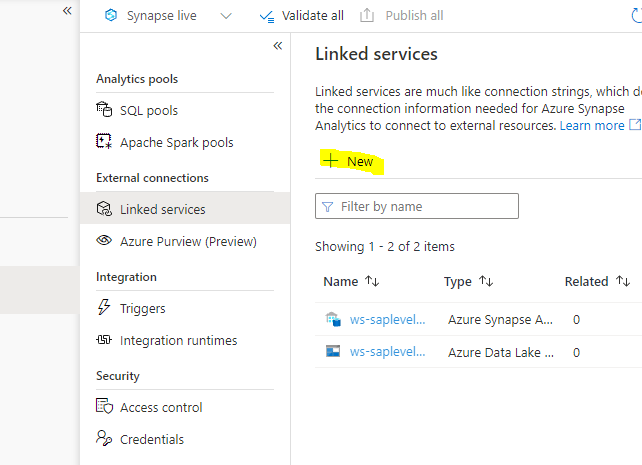 Synapse live
Validate all
Publish all
Analytics pools
SQL pools
Apache Spark pools
External connections
Linked services
Azure Purview (Preview)
Integration
Triggers
Integration runtimes
Security
Access control
Credentials
Linked services
Linked services are much like connection strings, which de
the connection information needed for Azure Synapse
Analytics to connect to external resources. Learn more
New
Filter by name
Showing 1 - 2 of 2 items
Name Type Related
ws-saplevel... Azure Synapse A... 0
ws-saplevel... Azure Data Lake ... 0